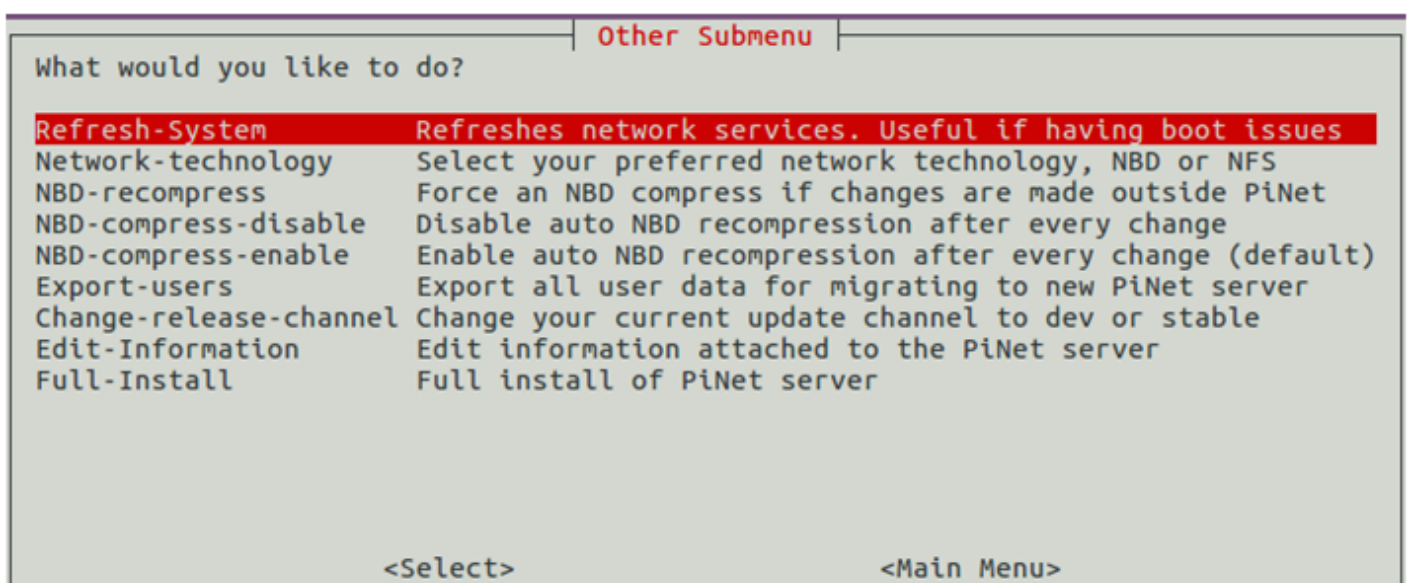 Other Submenu
What would you like to do?
Refresh-System Refreshes network services. Useful if having boot issues
Network-technology Select your preferred network technology, NBD or NFS
NBD-recompress Force an NBD compress if changes are made outside PiNet
NBD-compress-disable Disable auto NBD recompression after every change
NBD-compress-enable Enable auto NBD recompression after every change (default)
Export-users Export all user data for migrating to new PiNet server
Change-release-channel Change your current update channel to dev or stable
Edit-Information Edit information attached to the PiNet server
Full-Install Full install of PiNet server
<Select> <Main Menu>